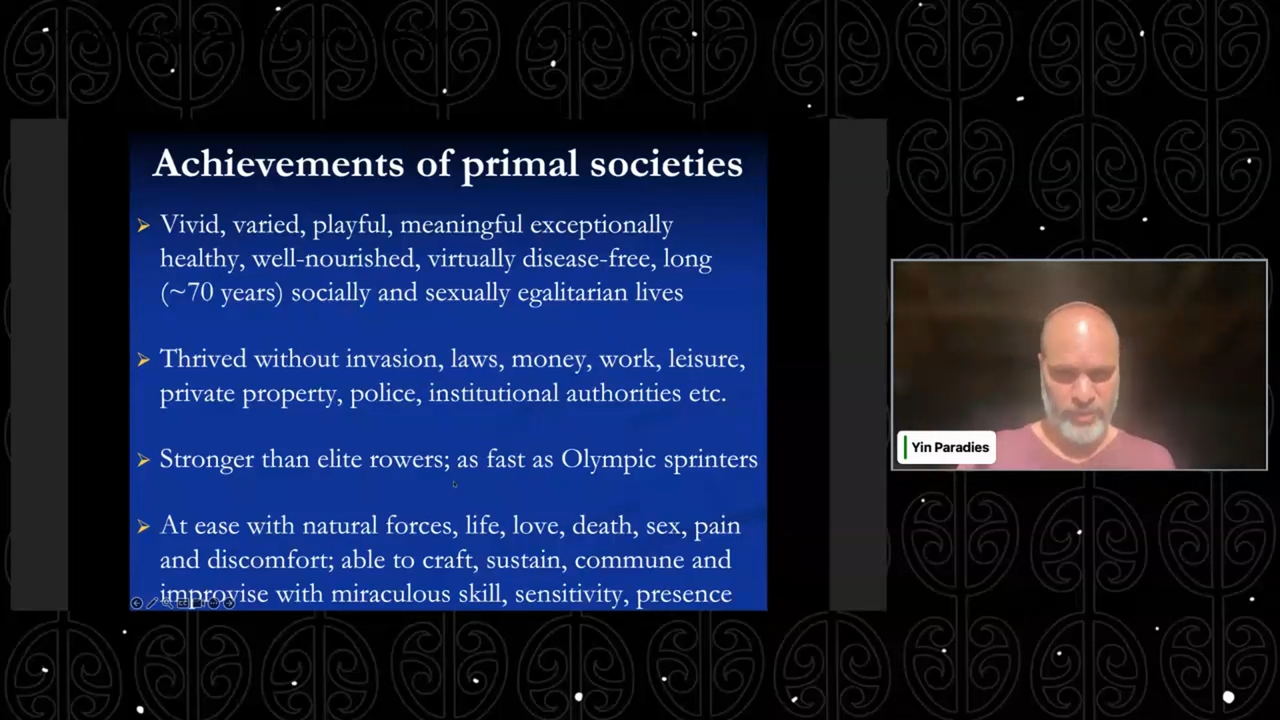 Achievements of primal societies
Vivid, varied, playful, meaningful exceptionally
healthy, well-nourished, virtually disease-free, long
(~70 years) socially and sexually egalitarian lives
Thrived without invasion, laws, money, work, leisure,
private property, police, institutional authorities etc.
Stronger than elite rowers; as fast as Olympic sprinters
At ease with natural forces, life, love, death, sex, pain
and discomfort; able to craft, sustain, commune and
improvise with miraculous skill, sensitivity, presence
Yin Paradies